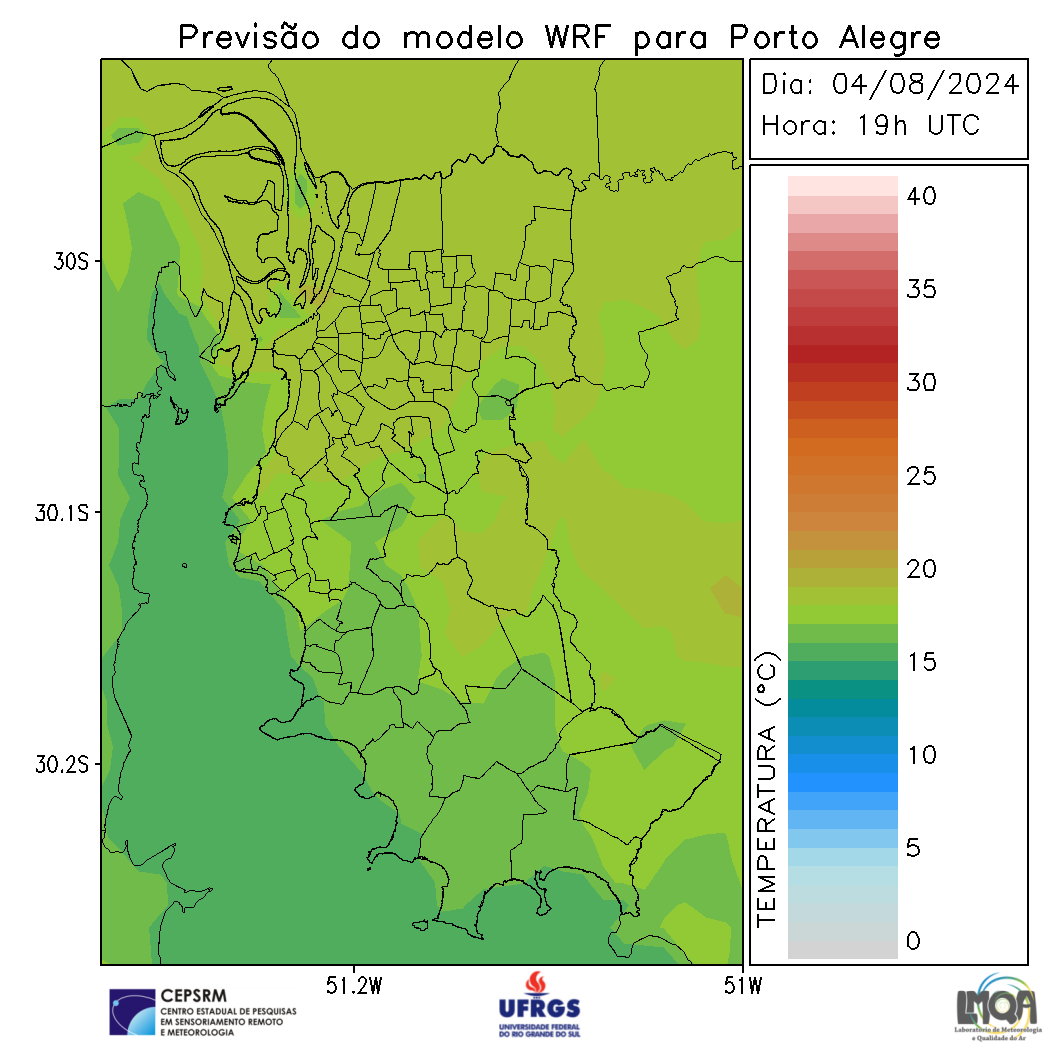 Previsão do modelo WRF para Porto Alegre
Dia: 04/08/2024
Hora: 19h UTC
30S
30.1S
30.2S
51.2W
51W
TEMPERATURA (°C)
40
35
30
25
20
15
10
5
0
CEPSRM
CENTRO ESTADUAL DE PESQUISAS
EM SENSORIAMENTO REMOTO
E METEOROLOGIA
UFRGS
UNIVERSIDADE FEDERAL
DO RIO GRANDE DO SUL
LMQA
Laboratório de Meteorologia
e Qualidade do Ar